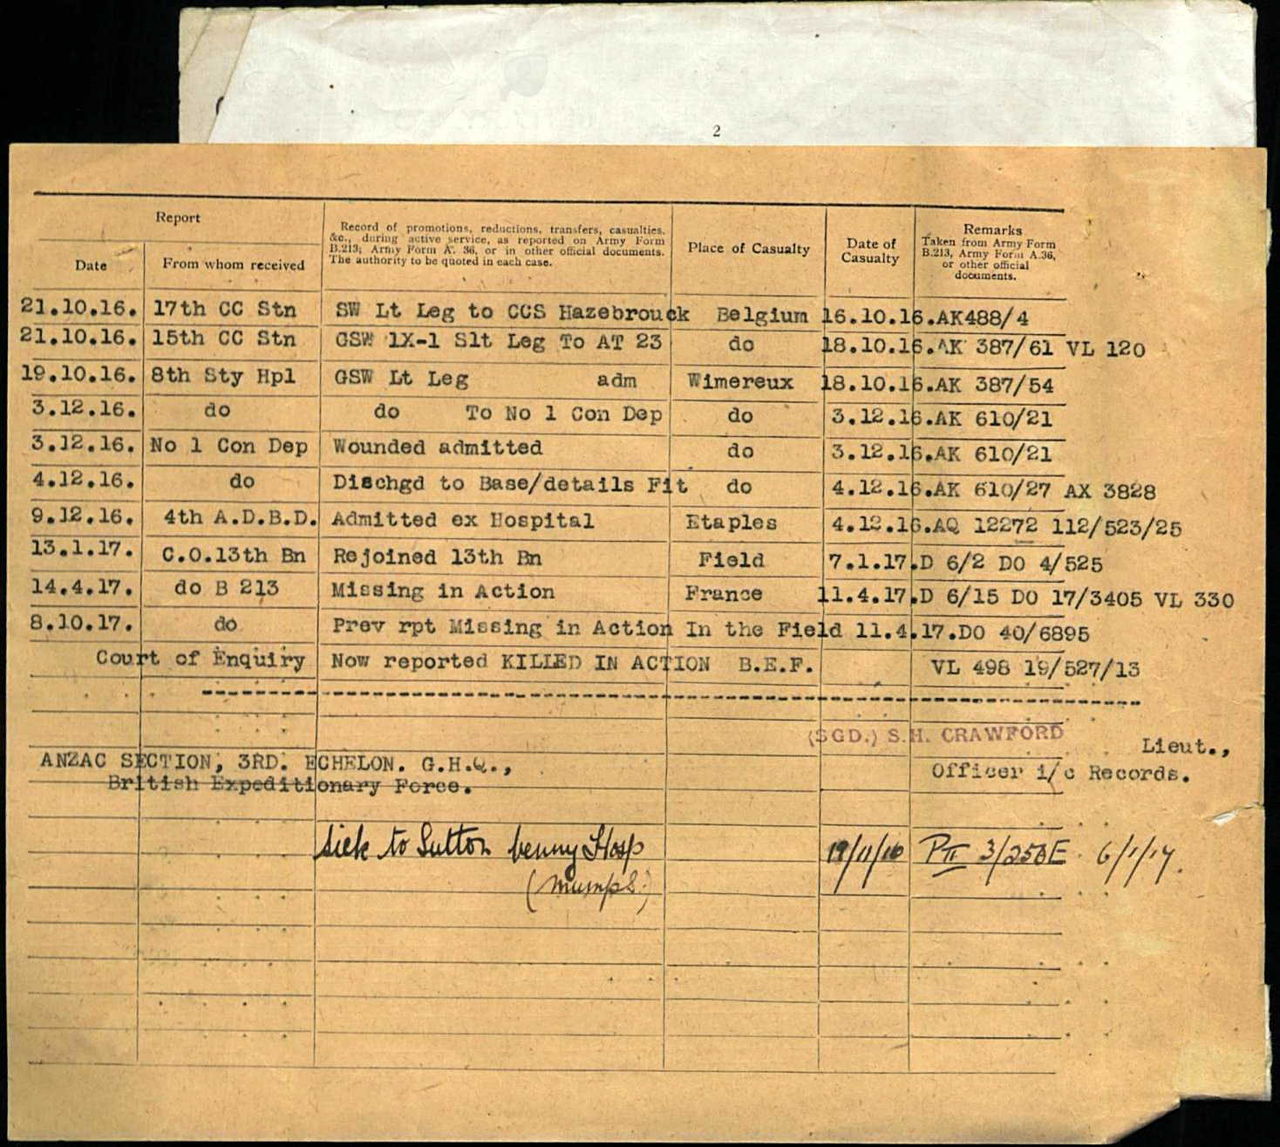 2
Report
Record of promotions, reductions, transfers, casualties,
&c., during active service, as reported on Army Form
B.213, Army Form A. 36, or in other official documents.
The authority to be quoted in each case.
Place of Casualty
Date of
Casualty
Remarks
Taken from Army Form
B.213, Army Form A.36,
or other official
documents.
Date
From whom received
21.10.16. 17th CC Stn SW Lt Leg to CCS Hazebrouck Belgium 16.10.16.AK488/4
21.10.16. 15th CC Stn GSW 1X-1 Slt Leg To AT 23 do 18.10.16.AK 387/61 VL 120
19.10.16. 8th Sty Hpl GSW Lt Leg adm Wimereux 18.10.16.AK 387/54
3.12.16. do do To No 1 Con Dep do 3.12.16.AK 610/21
3.12.16. No 1 Con Dep Wounded admitted do 3.12.16.AK 610/21
4.12.16. do Dischgd to Base/details Fit do 4.12.16.AK 610/27 AX 3828
9.12.16. 4th A.D.B.D. Admitted ex Hospital Etaples 4.12.16.AQ 12272 112/523/25
13.1.17. C.O.13th Bn Rejoined 13th Bn Field 7.1.17.D 6/2 DO 4/525
14.4.17. do B 213 Missing in Action France 11.4.17.D 6/15 DO 17/3405 VL 330
8.10.17. do Prev rpt Missing in Action In the Field 11.4.17.DO 40/6895
Court of Enquiry Now reported KILLED IN ACTION B.E.F. VL 498 19/527/13
(SGD.) S.H. CRAWFORD
Lieut.,
ANZAC SECTION, 3RD. ECHELON. G.H.Q.,
Officer i/c Records.
British Expeditionary Force.
sick to Sutton Hosp 19/11/16 PII 3/256E 6/1/17.
(mumps)